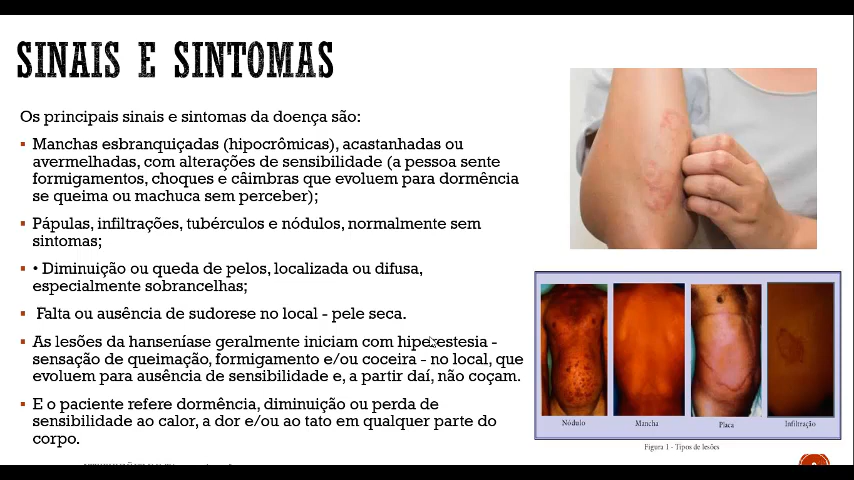 SINAIS E SINTOMAS
Os principais sinais e sintomas da doença são:
▪ Manchas esbranquiçadas (hipocrômicas), acastanhadas ou
avermelhadas, com alterações de sensibilidade (a pessoa sente
formigamentos, choques e câimbras que evoluem para dormência
se queima ou machuca sem perceber);
▪ Pápulas, infiltrações, tubérculos e nódulos, normalmente sem
sintomas;
▪ • Diminuição ou queda de pelos, localizada ou difusa,
especialmente sobrancelhas;
▪ Falta ou ausência de sudorese no local - pele seca.
▪ As lesões da hanseníase geralmente iniciam com hiperestesia -
sensação de queimação, formigamento e/ou coceira - no local, que
evoluem para ausência de sensibilidade e, a partir daí, não coçam.
▪ E o paciente refere dormência, diminuição ou perda de
sensibilidade ao calor, a dor e/ou ao tato em qualquer parte do
corpo.
Nódulo Mancha Placa Infiltração
Figura 1 - Tipos de lesões